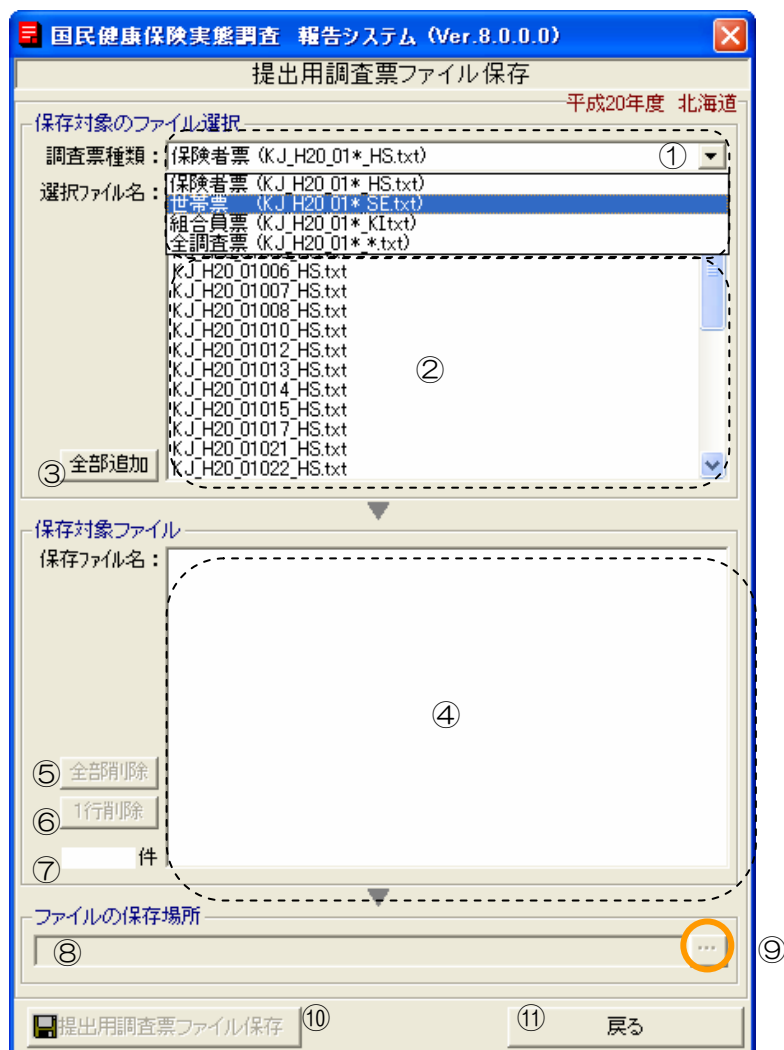 国民健康保険実態調査 報告システム (Ver.8.0.0.0)
提出用調査票ファイル保存
平成20年度 北海道
保存対象のファイル選択
調査票種類: 保険者票 (KJ_H20_01*_HS.txt) ①
選択ファイル名: 保険者票 (KJ_H20_01*_HS.txt)
世帯票 (KJ_H20_01*_SE.txt)
組合員票 (KJ_H20_01*_KI.txt)
全調査票 (KJ_H20_01*_*.txt)
KJ_H20_01006_HS.txt
KJ_H20_01007_HS.txt
KJ_H20_01008_HS.txt
KJ_H20_01010_HS.txt
KJ_H20_01012_HS.txt
②
KJ_H20_01013_HS.txt
KJ_H20_01014_HS.txt
KJ_H20_01015_HS.txt
KJ_H20_01017_HS.txt
KJ_H20_01021_HS.txt
③ 全部追加 KJ_H20_01022_HS.txt
保存対象ファイル
保存ファイル名:
④
⑤ 全部削除
⑥ 1行削除
⑦ 件
ファイルの保存場所
⑧ ... ⑨
提出用調査票ファイル保存 ⑩ ⑪ 戻る